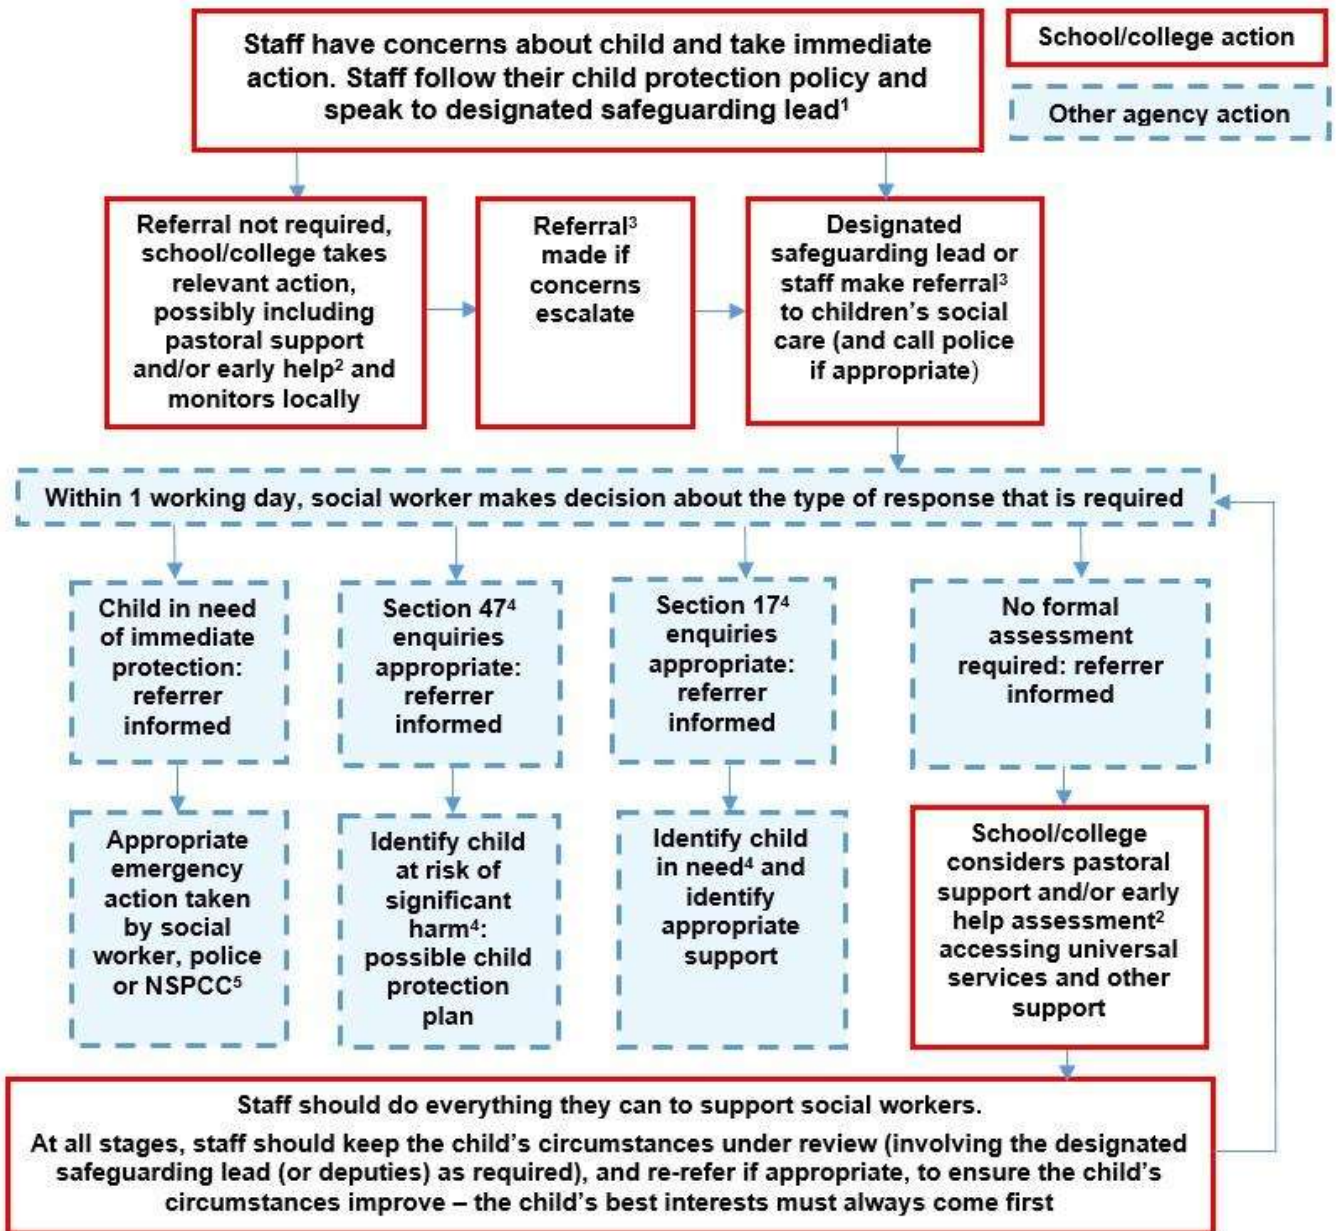 Staff have concerns about child and take immediate
action. Staff follow their child protection policy and
speak to designated safeguarding lead¹
School/college action
Other agency action
Referral not required,
school/college takes
relevant action,
possibly including
pastoral support
and/or early help² and
monitors locally
Referral³
made if
concerns
escalate
Designated
safeguarding lead or
staff make referral³
to children’s social
care (and call police
if appropriate)
Within 1 working day, social worker makes decision about the type of response that is required
Child in need
of immediate
protection:
referrer
informed
Section 47⁴
enquiries
appropriate:
referrer
informed
Section 17⁴
enquiries
appropriate:
referrer
informed
No formal
assessment
required: referrer
informed
Appropriate
emergency
action taken
by social
worker, police
or NSPCC⁵
Identify child
at risk of
significant
harm⁴:
possible child
protection
plan
Identify child
in need⁴ and
identify
appropriate
support
School/college
considers pastoral
support and/or early
help assessment²
accessing universal
services and other
support
Staff should do everything they can to support social workers.
At all stages, staff should keep the child’s circumstances under review (involving the designated
safeguarding lead (or deputies) as required), and re-refer if appropriate, to ensure the child’s
circumstances improve – the child’s best interests must always come first